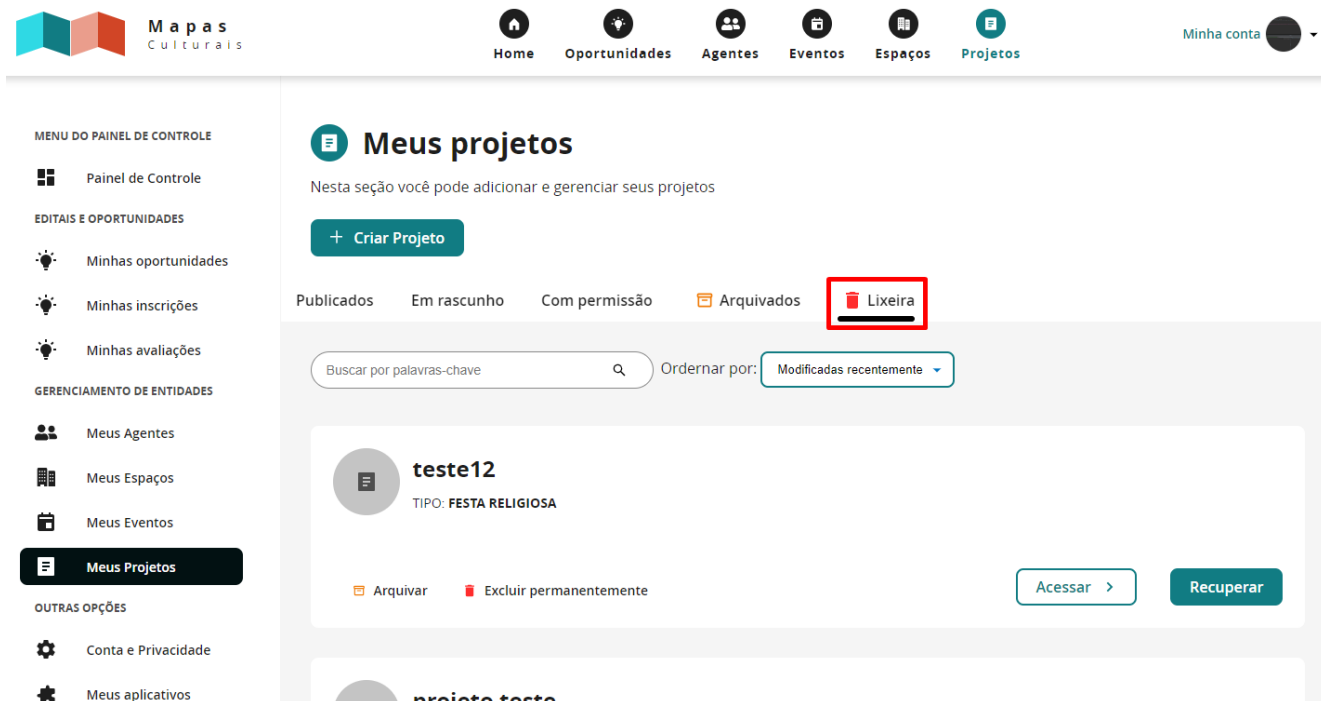 Mapas
Culturais
Home
Oportunidades
Agentes
Eventos
Espaços
Projetos
Minha conta
MENU DO PAINEL DE CONTROLE
Painel de Controle
EDITAIS E OPORTUNIDADES
Minhas oportunidades
Minhas inscrições
Minhas avaliações
GERENCIAMENTO DE ENTIDADES
Meus Agentes
Meus Espaços
Meus Eventos
Meus Projetos
OUTRAS OPÇÕES
Conta e Privacidade
Meus aplicativos
Meus projetos
Nesta seção você pode adicionar e gerenciar seus projetos
+ Criar Projeto
Publicados
Em rascunho
Com permissão
Arquivados
Lixeira
Buscar por palavras-chave
Ordernar por:
Modificadas recentemente
teste12
TIPO: FESTA RELIGIOSA
Arquivar
Excluir permanentemente
Acessar
Recuperar
projeto teste